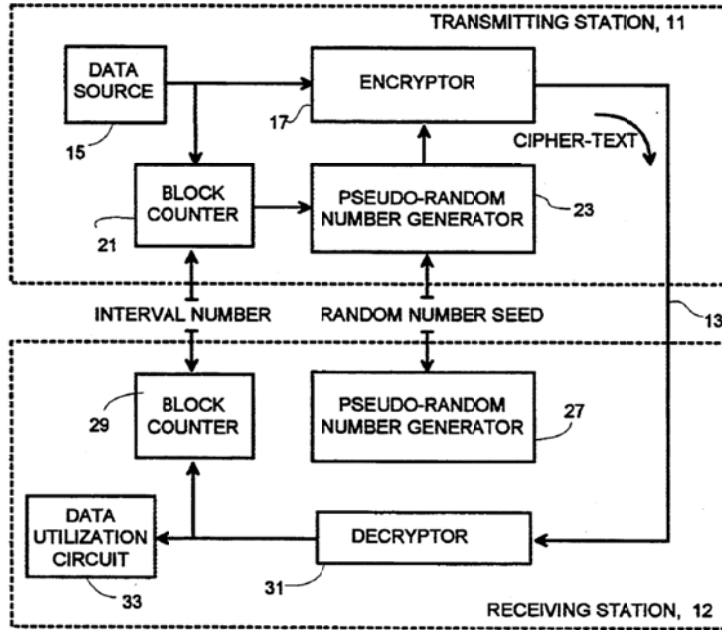 TRANSMITTING STATION, 11
DATA
SOURCE
15
ENCRYPTOR
17
CIPHER-TEXT
BLOCK
COUNTER
21
PSEUDO-RANDOM
NUMBER GENERATOR
23
INTERVAL NUMBER
RANDOM NUMBER SEED
13
BLOCK
COUNTER
29
PSEUDO-RANDOM
NUMBER GENERATOR
27
DATA
UTILIZATION
CIRCUIT
33
DECRYPTOR
31
RECEIVING STATION, 12